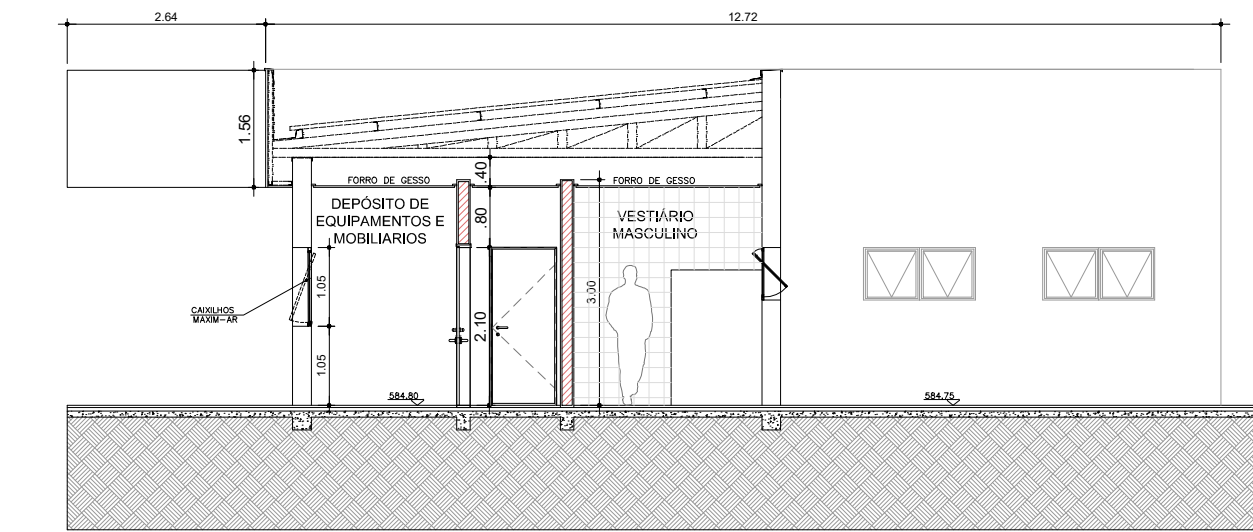 2.64
12.72
1.56
.40
FORRO DE GESSO
FORRO DE GESSO
DEPÓSITO DE
EQUIPAMENTOS E
MOBILIARIOS
.80
VESTIÁRIO
MASCULINO
1.05
3.00
CAIXILHOS
MAXIM-AR
2.10
1.05
584.80
584.75